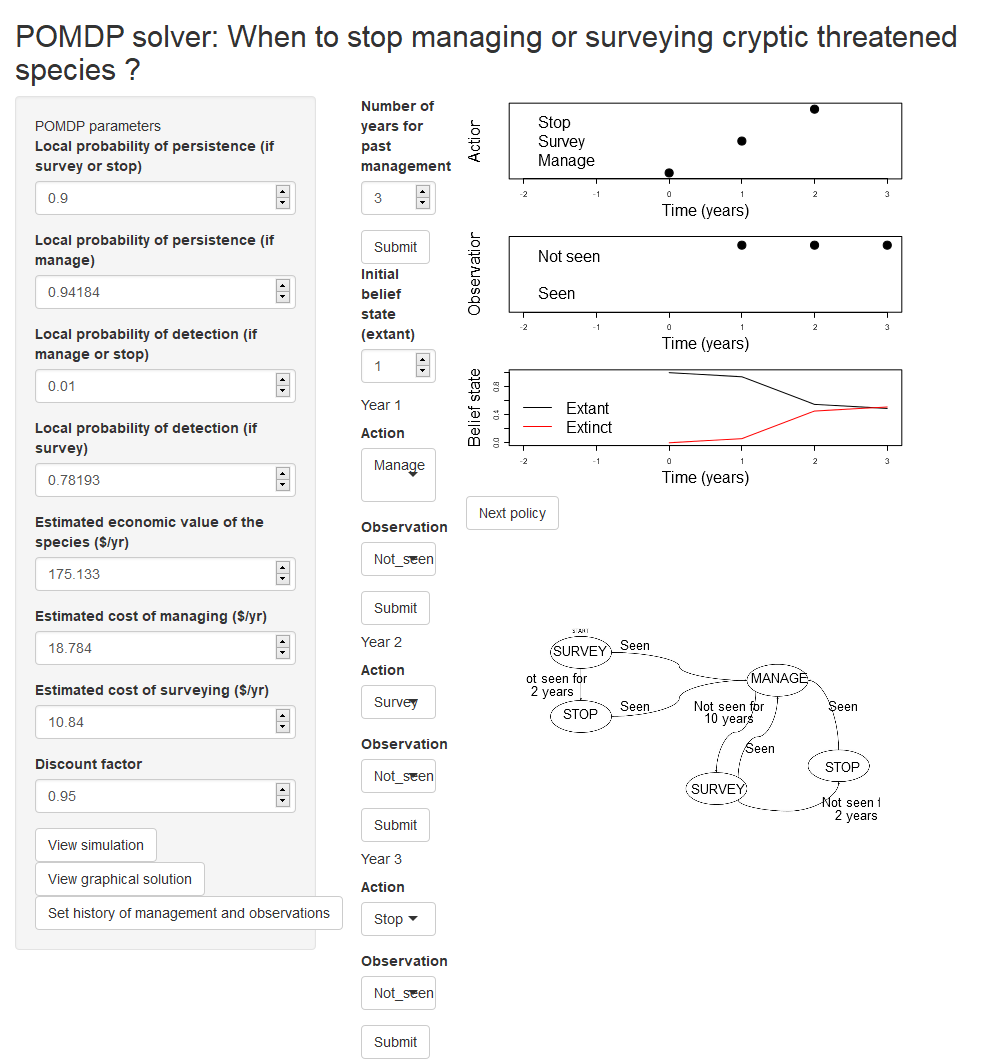 POMDP solver: When to stop managing or surveying cryptic threatened
species ?
POMDP parameters
Local probability of persistence (if
survey or stop)
0.9
Local probability of persistence (if
manage)
0.94184
Local probability of detection (if
manage or stop)
0.01
Local probability of detection (if
survey)
0.78193
Estimated economic value of the
species ($/yr)
175.133
Estimated cost of managing ($/yr)
18.784
Estimated cost of surveying ($/yr)
10.84
Discount factor
0.95
View simulation
View graphical solution
Set history of management and observations
Number of
years for
past
management
3
Submit
Initial
belief
state
(extant)
1
Year 1
Action
Manage
Observation
Not_seen
Submit
Year 2
Action
Survey
Observation
Not_seen
Submit
Year 3
Action
Stop
Observation
Not_seen
Submit
Action
Stop
Survey
Manage
-2 -1 0 1 2 3
Time (years)
Observation
Not seen
Seen
-2 -1 0 1 2 3
Time (years)
Belief state
0.8
0.4
0.0
Extant
Extinct
-2 -1 0 1 2 3
Time (years)
Next policy
START
SURVEY
Seen
ot seen for
2 years
STOP
Seen
MANAGE
Not seen for
10 years
Seen
Seen
SURVEY
STOP
Not seen f
2 years